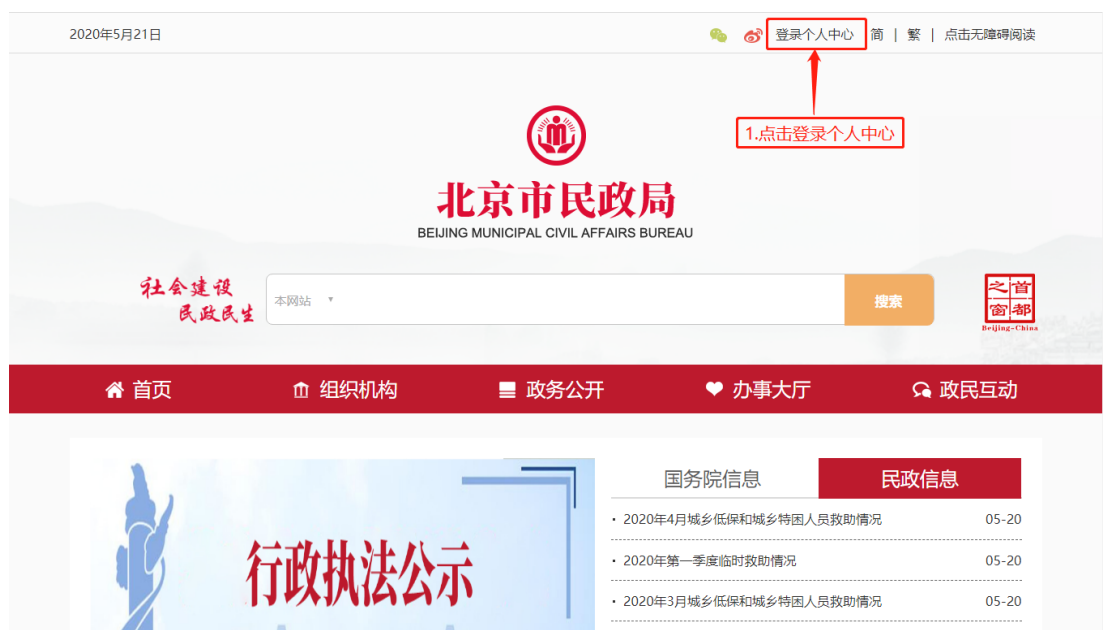 2020年5月21日
登录个人中心 简 | 繁 | 点击无障碍阅读
1.点击登录个人中心
北京市民政局
BEIJING MUNICIPAL CIVIL AFFAIRS BUREAU
社会建设
民政民生
本网站
搜索
首都
之窗
Beijing-China
首页 组织机构 政务公开 办事大厅 政民互动
行政执法公示
国务院信息 民政信息
· 2020年4月城乡低保和城乡特困人员救助情况 05-20
· 2020年第一季度临时救助情况 05-20
· 2020年3月城乡低保和城乡特困人员救助情况 05-20